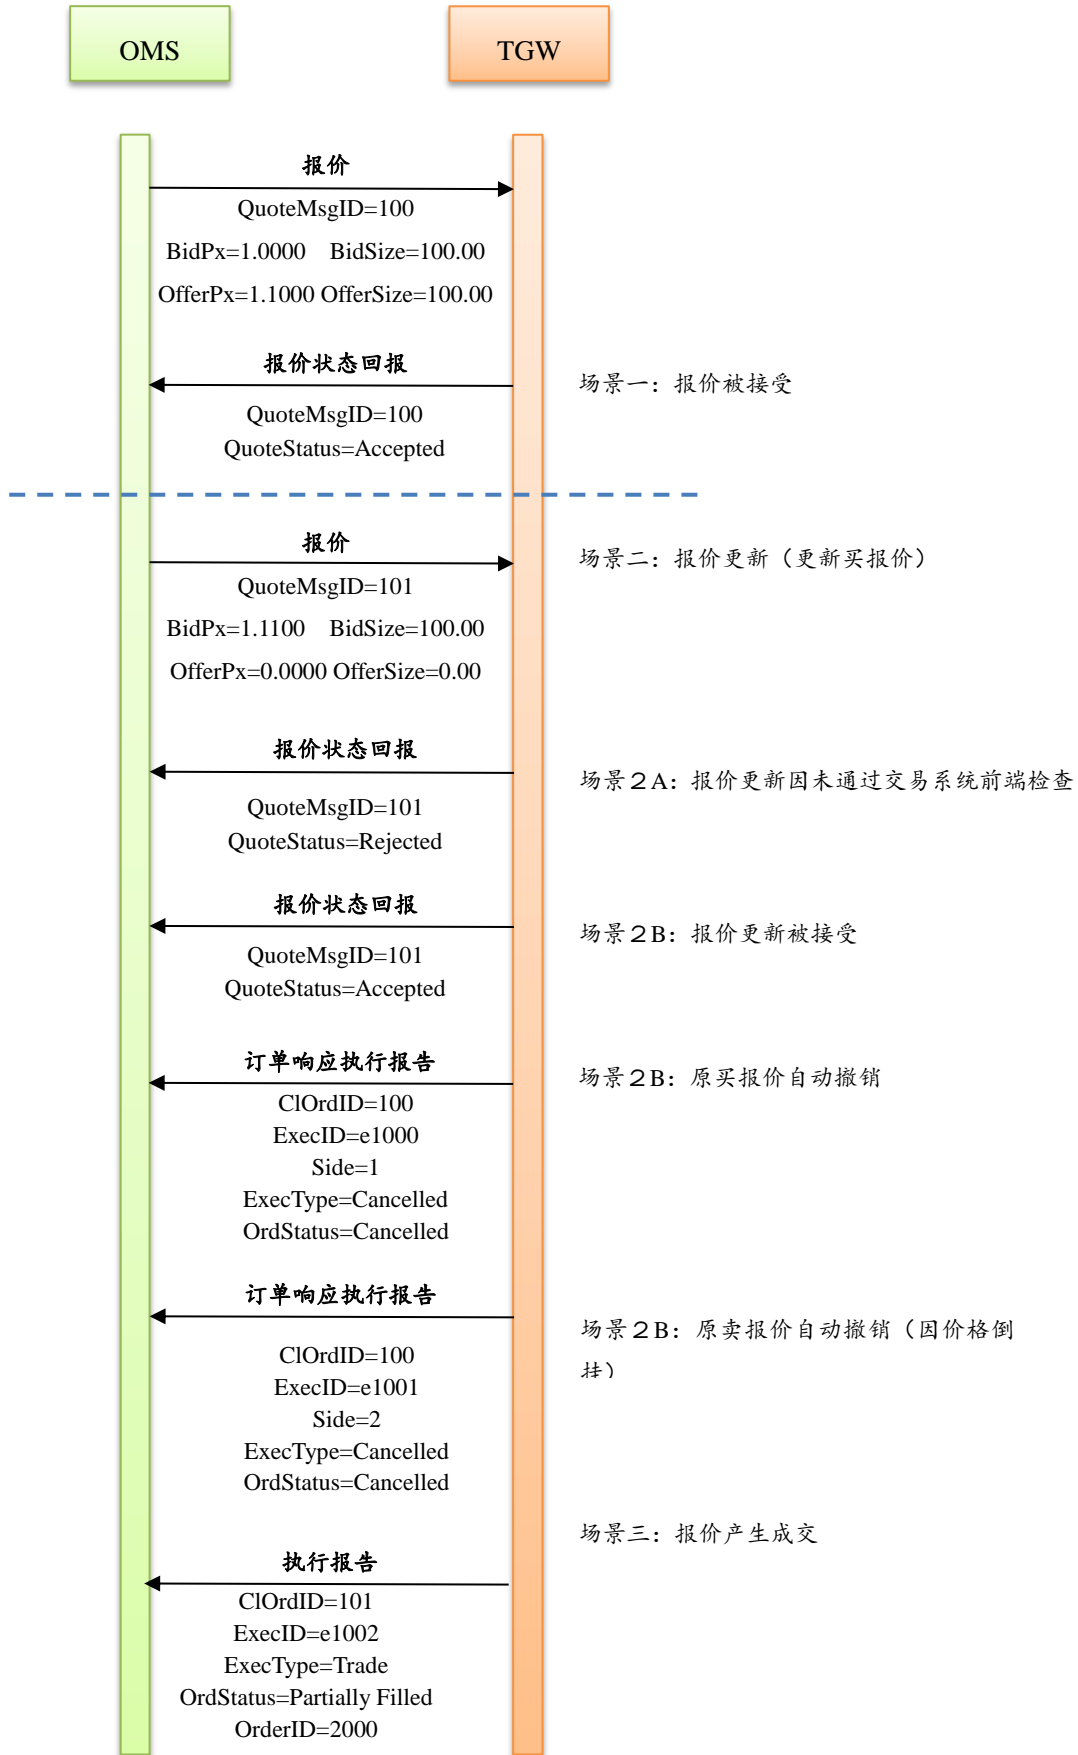 OMS
TGW
报价
QuoteMsgID=100
BidPx=1.0000 BidSize=100.00
OfferPx=1.1000 OfferSize=100.00
报价状态回报
场景一：报价被接受
QuoteMsgID=100
QuoteStatus=Accepted
报价
场景二：报价更新（更新买报价）
QuoteMsgID=101
BidPx=1.1100 BidSize=100.00
OfferPx=0.0000 OfferSize=0.00
报价状态回报
场景２A：报价更新因未通过交易系统前端检查
QuoteMsgID=101
QuoteStatus=Rejected
报价状态回报
场景２B：报价更新被接受
QuoteMsgID=101
QuoteStatus=Accepted
订单响应执行报告
场景２B：原买报价自动撤销
ClOrdID=100
ExecID=e1000
Side=1
ExecType=Cancelled
OrdStatus=Cancelled
订单响应执行报告
场景２B：原卖报价自动撤销（因价格倒
挂）
ClOrdID=100
ExecID=e1001
Side=2
ExecType=Cancelled
OrdStatus=Cancelled
场景三：报价产生成交
执行报告
ClOrdID=101
ExecID=e1002
ExecType=Trade
OrdStatus=Partially Filled
OrderID=2000